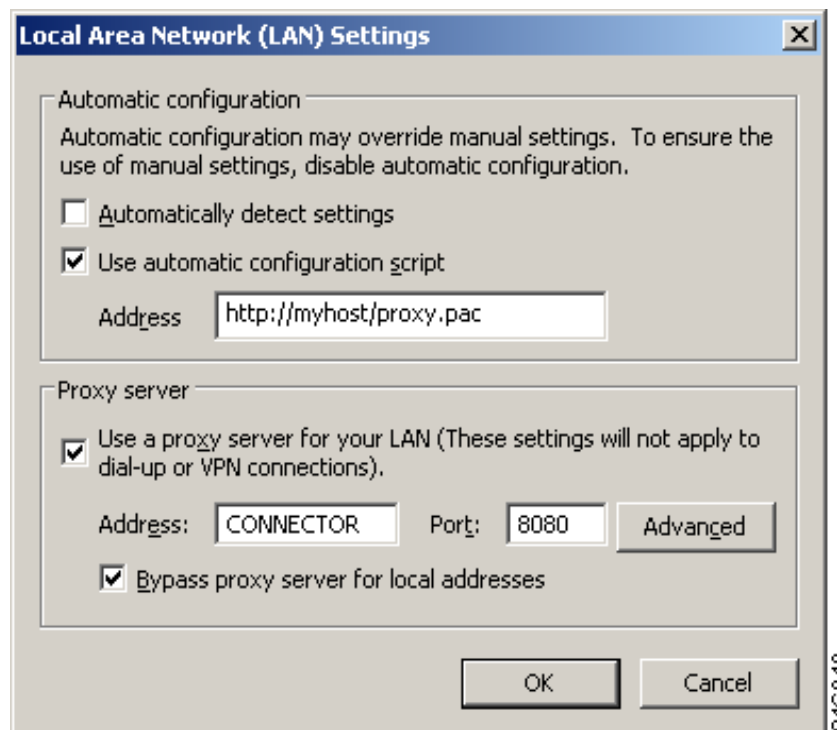 Local Area Network (LAN) Settings
Automatic configuration
Automatic configuration may override manual settings. To ensure the
use of manual settings, disable automatic configuration.
Automatically detect settings
Use automatic configuration script
Address http://myhost/proxy.pac
Proxy server
Use a proxy server for your LAN (These settings will not apply to
dial-up or VPN connections).
Address: CONNECTOR Port: 8080 Advanced
Bypass proxy server for local addresses
OK Cancel